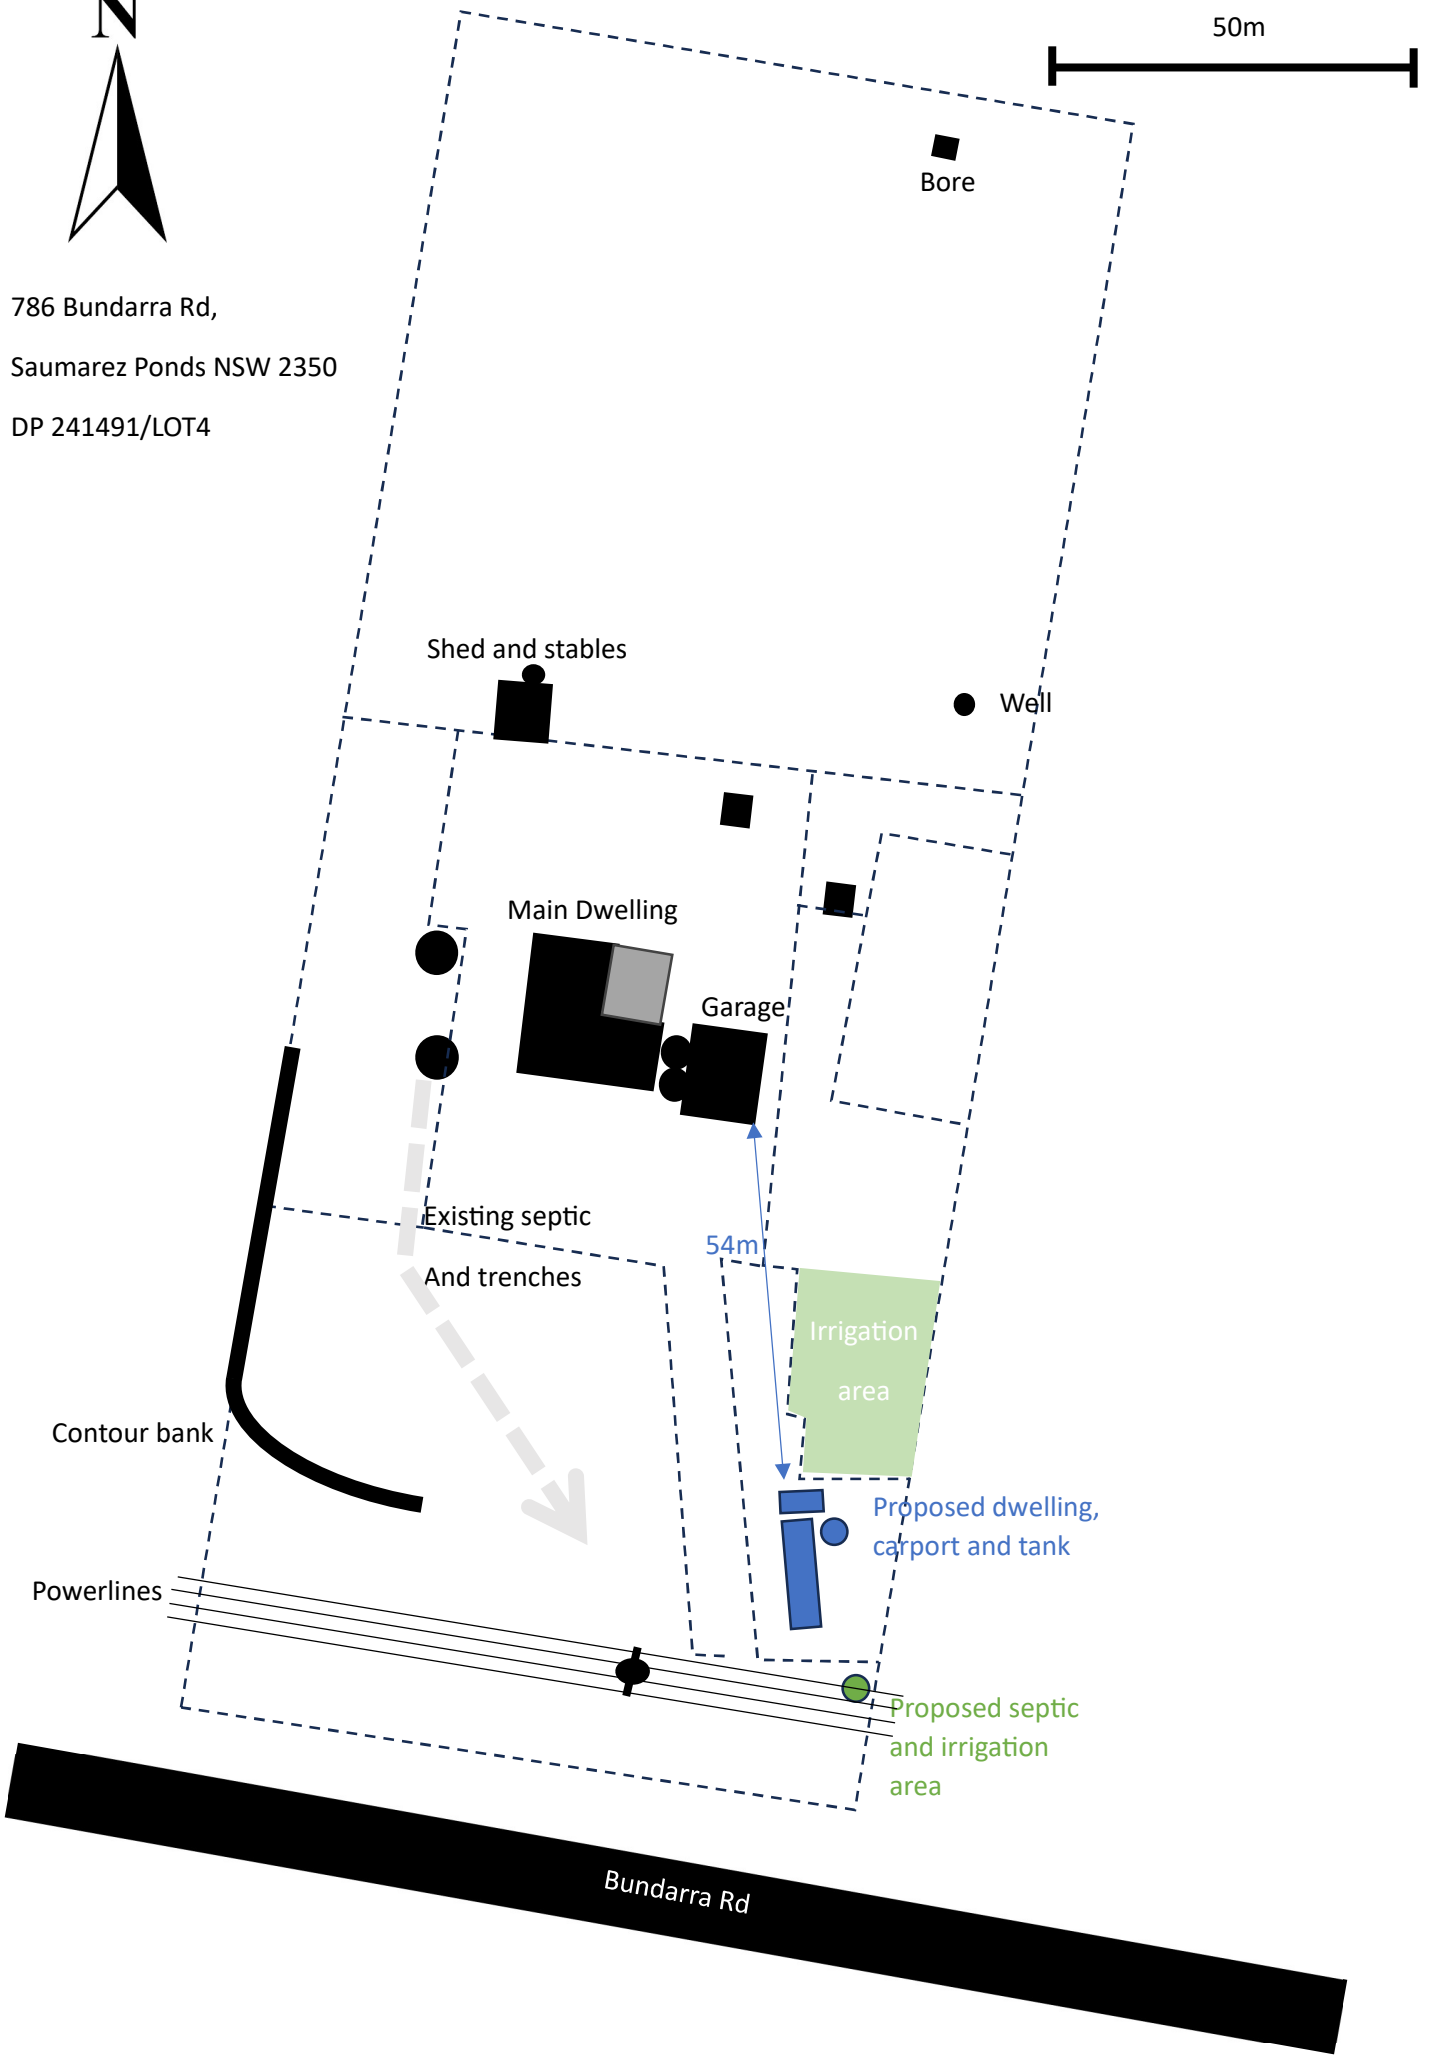 N
50m
Bore
786 Bundarra Rd,
Saumarez Ponds NSW 2350
DP 241491/LOT4
Shed and stables
Well
Main Dwelling
Garage
Existing septic
54m
And trenches
Irrigation
area
Contour bank
Proposed dwelling,
carport and tank
Powerlines
Proposed septic
and irrigation
area
Bundarra Rd